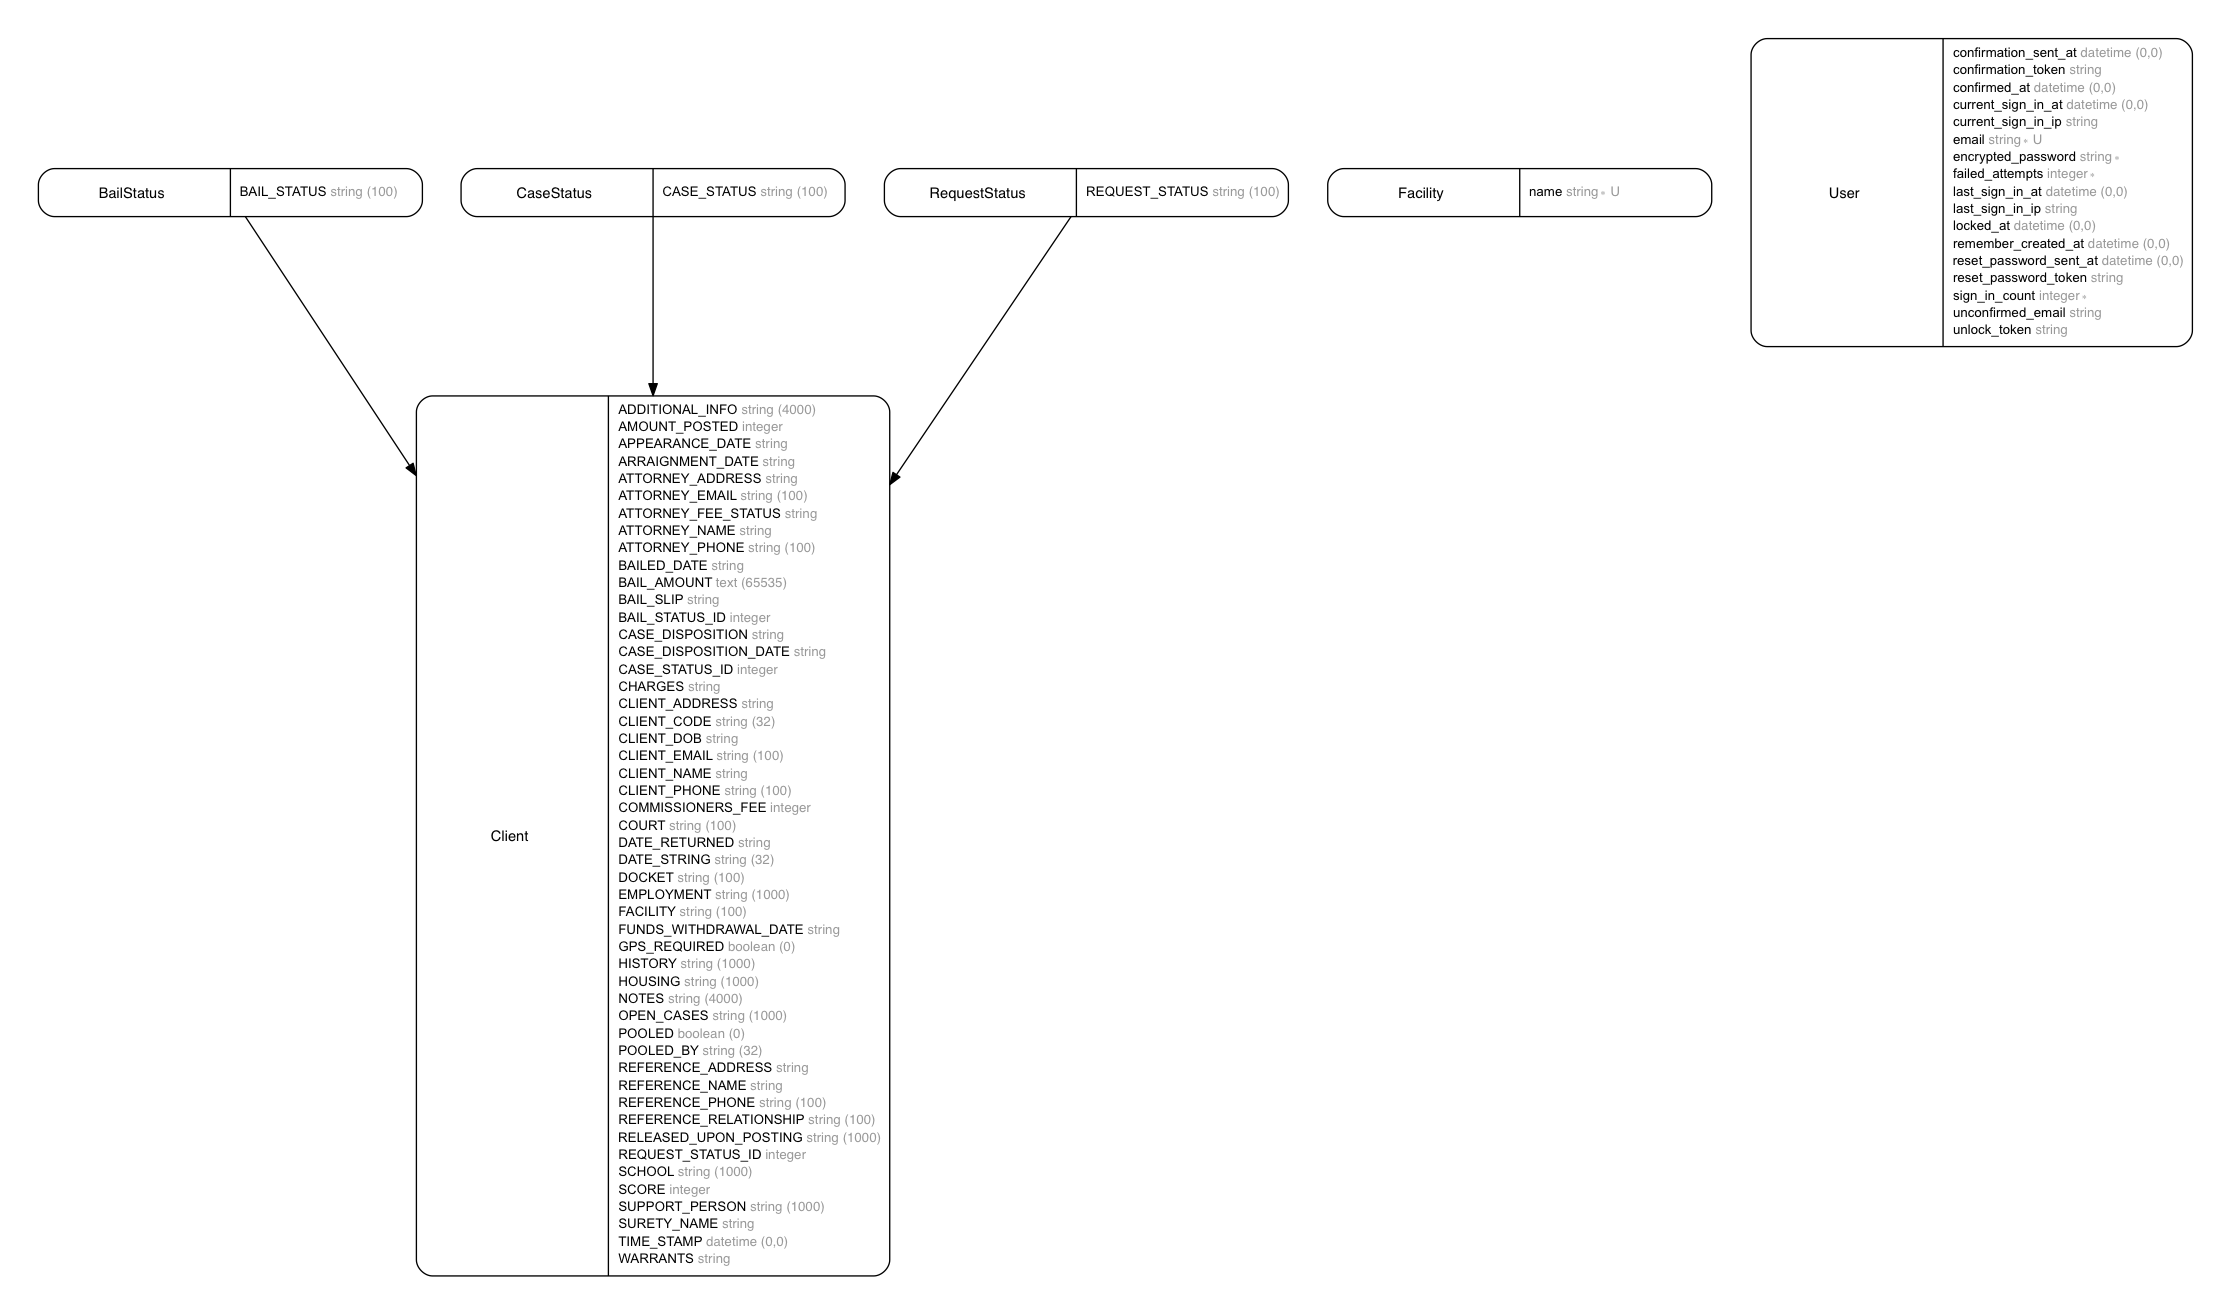 BailStatus
BAIL_STATUS string (100)
CaseStatus
CASE_STATUS string (100)
RequestStatus
REQUEST_STATUS string (100)
Facility
name string∗ U
User
confirmation_sent_at datetime (0,0)
confirmation_token string
confirmed_at datetime (0,0)
current_sign_in_at datetime (0,0)
current_sign_in_ip string
email string∗ U
encrypted_password string∗
failed_attempts integer∗
last_sign_in_at datetime (0,0)
last_sign_in_ip string
locked_at datetime (0,0)
remember_created_at datetime (0,0)
reset_password_sent_at datetime (0,0)
reset_password_token string
sign_in_count integer∗
unconfirmed_email string
unlock_token string
Client
ADDITIONAL_INFO string (4000)
AMOUNT_POSTED integer
APPEARANCE_DATE string
ARRAIGNMENT_DATE string
ATTORNEY_ADDRESS string
ATTORNEY_EMAIL string (100)
ATTORNEY_FEE_STATUS string
ATTORNEY_NAME string
ATTORNEY_PHONE string (100)
BAILED_DATE string
BAIL_AMOUNT text (65535)
BAIL_SLIP string
BAIL_STATUS_ID integer
CASE_DISPOSITION string
CASE_DISPOSITION_DATE string
CASE_STATUS_ID integer
CHARGES string
CLIENT_ADDRESS string
CLIENT_CODE string (32)
CLIENT_DOB string
CLIENT_EMAIL string (100)
CLIENT_NAME string
CLIENT_PHONE string (100)
COMMISSIONERS_FEE integer
COURT string (100)
DATE_RETURNED string
DATE_STRING string (32)
DOCKET string (100)
EMPLOYMENT string (1000)
FACILITY string (100)
FUNDS_WITHDRAWAL_DATE string
GPS_REQUIRED boolean (0)
HISTORY string (1000)
HOUSING string (1000)
NOTES string (4000)
OPEN_CASES string (1000)
POOLED boolean (0)
POOLED_BY string (32)
REFERENCE_ADDRESS string
REFERENCE_NAME string
REFERENCE_PHONE string (100)
REFERENCE_RELATIONSHIP string (100)
RELEASED_UPON_POSTING string (1000)
REQUEST_STATUS_ID integer
SCHOOL string (1000)
SCORE integer
SUPPORT_PERSON string (1000)
SURETY_NAME string
TIME_STAMP datetime (0,0)
WARRANTS string